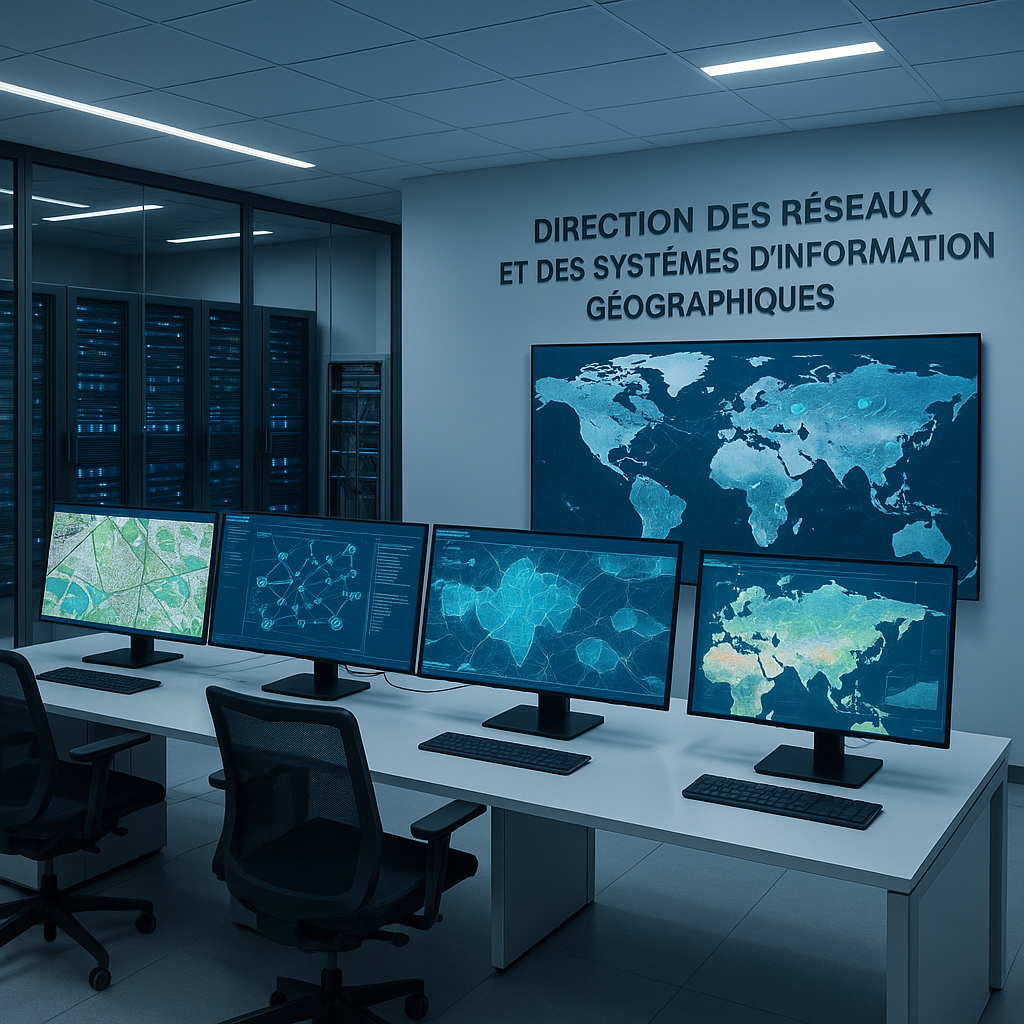 DIRECTION DES RÉSEAUX
ET DES SYSTÉMES D'INFORMATION
GÉOGRAPHIQUES